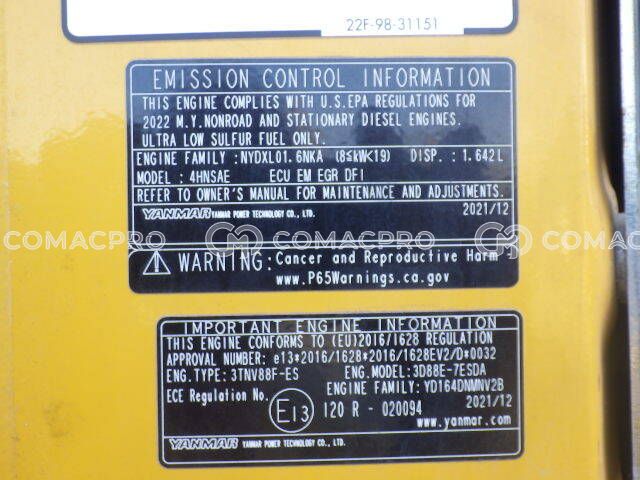 22F-98-31151
EMISSION CONTROL INFORMATION
THIS ENGINE COMPLIES WITH U.S.EPA REGULATIONS FOR
2022 M.Y.NONROAD AND STATIONARY DIESEL ENGINES.
ULTRA LOW SULFUR FUEL ONLY.
ENGINE FAMILY:NYDXL01.6NKA (8≤kW<19) DISP.:1.642L
MODEL: 4HNSAE ECU EM EGR DFI
REFER TO OWNER'S MANUAL FOR MAINTENANCE AND ADJUSTMENTS.
YANMAR YANMAR POWER TECHNOLOGY CO., LTD. 2021/12
COMACPRO COMACPRO COMACPRO
WARNING: Cancer and Reproductive Harm
www.P65Warnings.ca.gov
IMPORTANT ENGINE INFORMATION
THIS ENGINE CONFORMS TO (EU)2016/1628 REGULATION
APPROVAL NUMBER: e13*2016/1628*2016/1628EV2/D*0032
ENG.TYPE:3TNV88F-ES ENG.MODEL:3D88E-7ESDA
ENGINE FAMILY: YD164DNMNV2B
ECE Regulation No. 2021/12
E13 120 R - 020094
www.yanmar.com
YANMAR YANMAR POWER TECHNOLOGY CO., LTD.